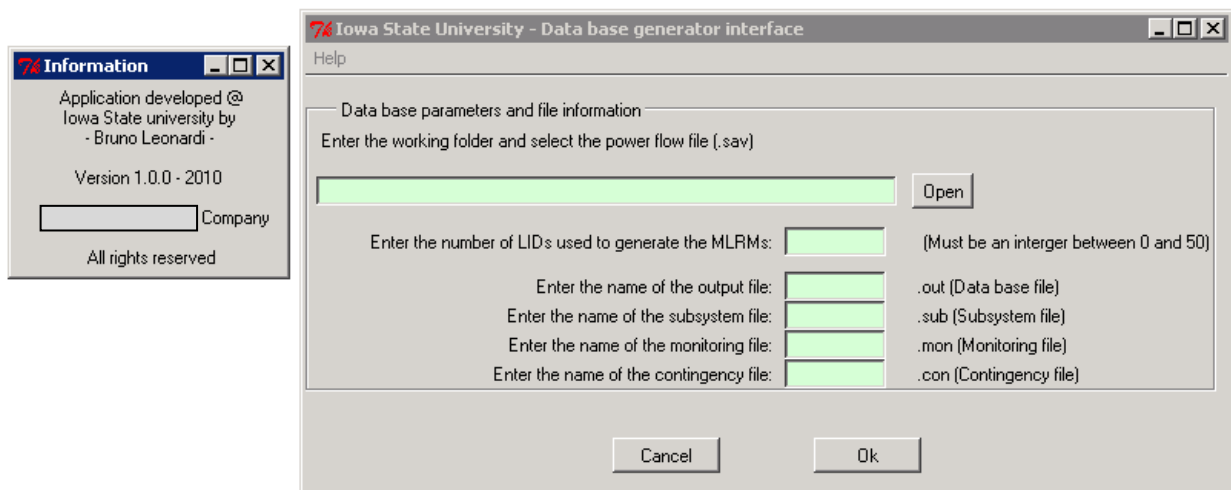 Information
Application developed @
Iowa State university by
- Bruno Leonardi -
Version 1.0.0 - 2010
Company
All rights reserved
Iowa State University - Data base generator interface
Help
Data base parameters and file information
Enter the working folder and select the power flow file (.sav)
Open
Enter the number of LIDs used to generate the MLRMs: (Must be an interger between 0 and 50)
Enter the name of the output file: .out (Data base file)
Enter the name of the subsystem file: .sub (Subsystem file)
Enter the name of the monitoring file: .mon (Monitoring file)
Enter the name of the contingency file: .con (Contingency file)
Cancel Ok